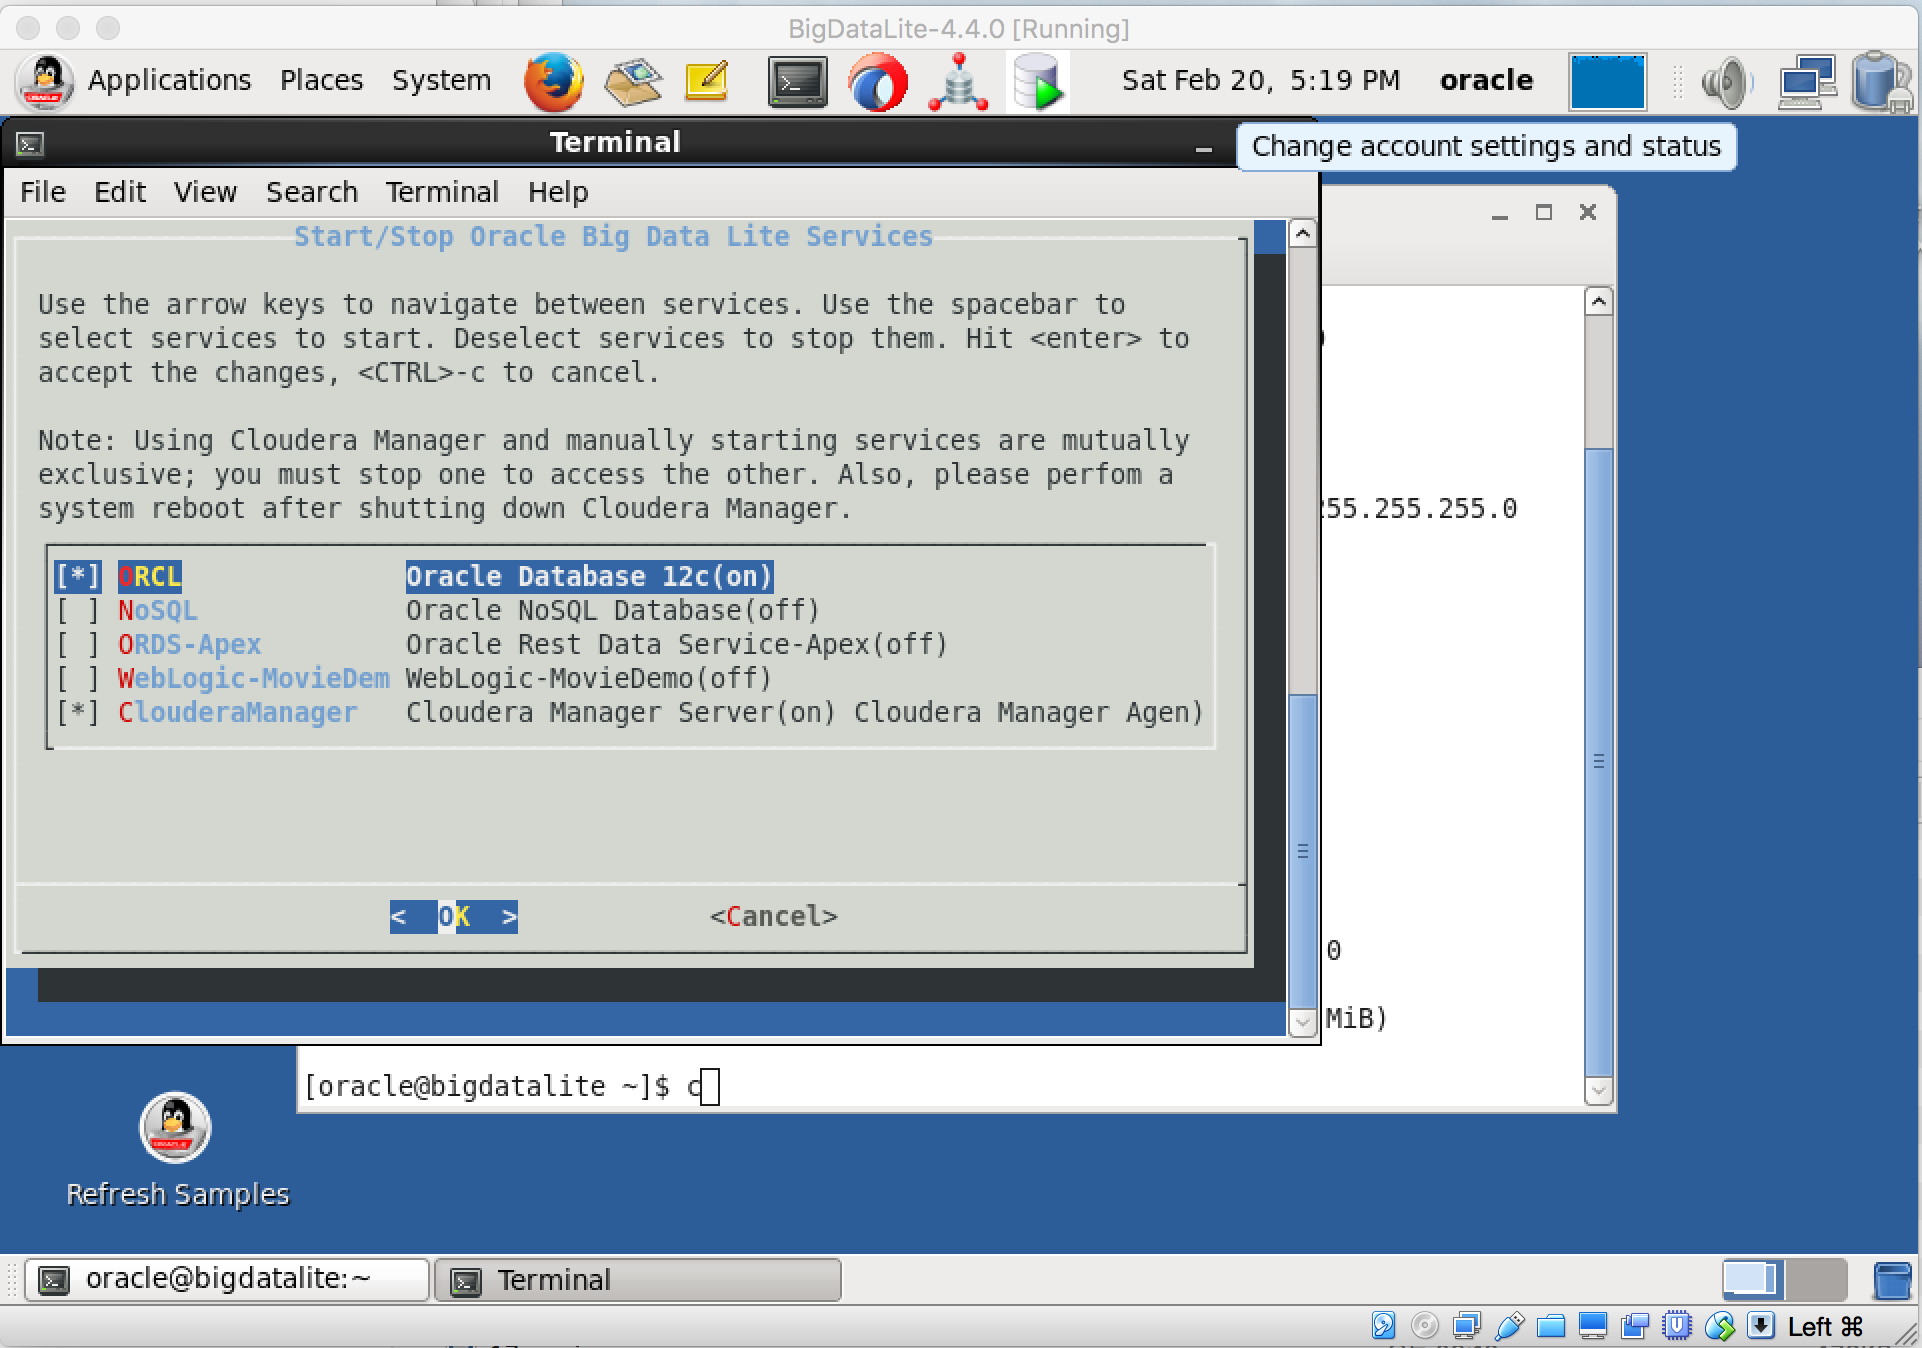 BigDataLite-4.4.0 [Running]
Applications Places System Sat Feb 20, 5:19 PM oracle
Terminal
Change account settings and status
File Edit View Search Terminal Help
Start/Stop Oracle Big Data Lite Services
Use the arrow keys to navigate between services. Use the spacebar to
select services to start. Deselect services to stop them. Hit <enter> to
accept the changes, <CTRL>-c to cancel.
Note: Using Cloudera Manager and manually starting services are mutually
exclusive; you must stop one to access the other. Also, please perfom a
system reboot after shutting down Cloudera Manager.
55.255.255.0
[*] ORCL Oracle Database 12c(on)
[ ] NoSQL Oracle NoSQL Database(off)
[ ] ORDS-Apex Oracle Rest Data Service-Apex(off)
[ ] WebLogic-MovieDem WebLogic-MovieDemo(off)
[*] ClouderaManager Cloudera Manager Server(on) Cloudera Manager Agen)
< OK > <Cancel>
0
MiB)
[oracle@bigdatalite ~]$ c
Refresh Samples
oracle@bigdatalite:~ Terminal
Left ⌘